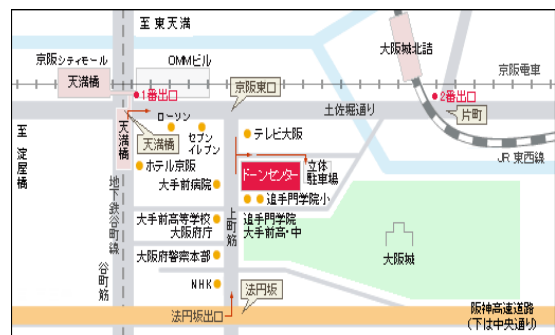 至 東天満
京阪シティモール
OMMビル
大阪城北詰
京阪電車
天満橋
1番出口
京阪東口
2番出口
土佐堀通り
片町
ローソン
至 淀屋橋
天満橋
天満橋
セブン
イレブン
テレビ大阪
JR 東西線
ホテル京阪
ドーンセンター
立体
駐車場
大手前病院
追手門学院小
地下鉄谷町線
上町筋
大手前高等学校
大阪府庁
追手門学院
大手前高・中
大阪府警察本部
大阪城
谷町筋
NHK
法円坂
法円坂出口
阪神高速道路
(下は中央通り)